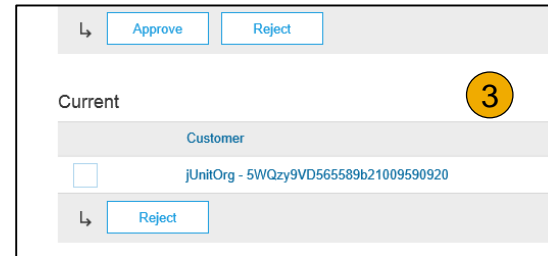 Approve Reject
Current
3
Customer
jUnitOrg - 5WQzy9VD565589b21009590920
Reject